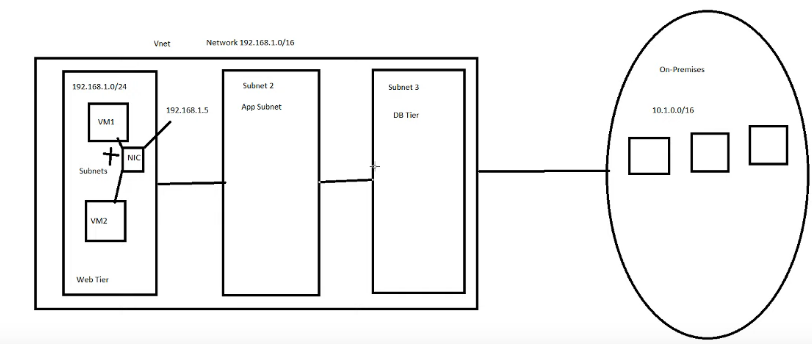 Vnet
Network 192.168.1.0/16
192.168.1.0/24
VM1
192.168.1.5
NIC
Subnets
VM2
Web Tier
Subnet 2
App Subnet
Subnet 3
DB Tier
On-Premises
10.1.0.0/16